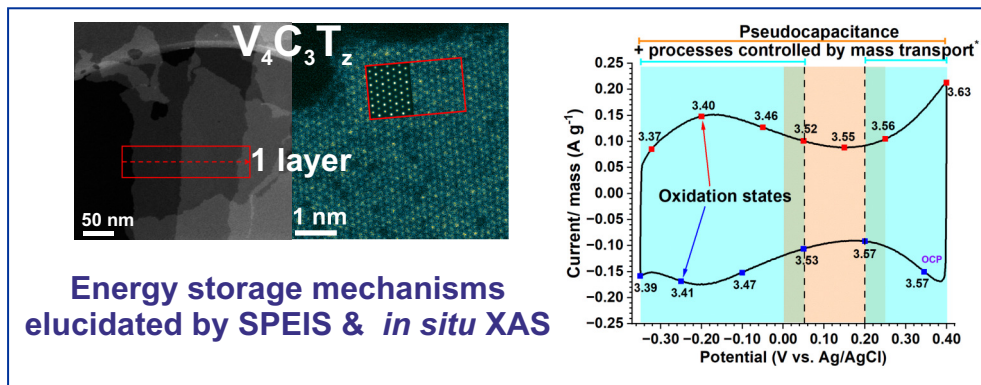 V4C3Tz
1 layer
50 nm
1 nm
Energy storage mechanisms
elucidated by SPEIS & in situ XAS
Pseudocapacitance
+ processes controlled by mass transport*
0.25
0.20
0.15
0.10
0.05
0.00
−0.05
−0.10
−0.15
−0.20
−0.25
Current/ mass (A g⁻¹)
3.37
3.40
3.46
3.52
3.55
3.56
3.63
Oxidation states
3.39
3.41
3.47
3.53
3.57
OCP
3.57
−0.30 −0.20 −0.10 0.00 0.10 0.20 0.30 0.40
Potential (V vs. Ag/AgCl)